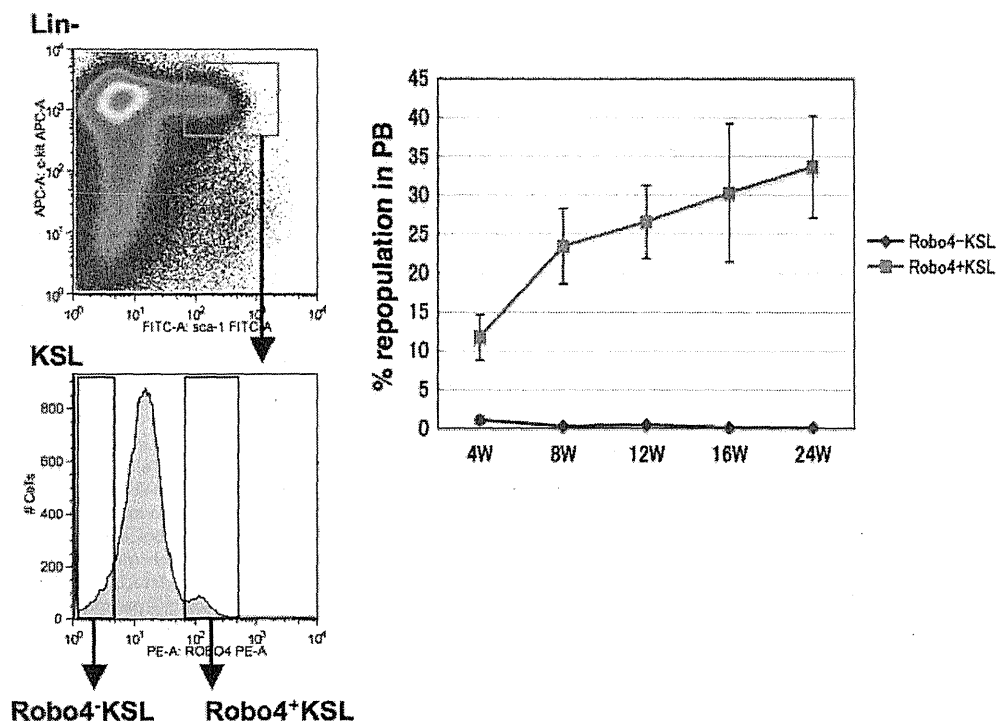 Lin-
10⁴
10³
10²
10¹
10⁰
APC-A: c-kit APC-A
10⁰ 10¹ 10² 10³ 10⁴
FITC-A: sca-1 FITC-A
KSL
800
600
400
200
0
# Cells
10⁰ 10¹ 10² 10³ 10⁴
PE-A: ROBO4 PE-A
Robo4⁻KSL Robo4⁺KSL
% repopulation in PB
45
40
35
30
25
20
15
10
5
0
4W 8W 12W 16W 24W
Robo4-KSL
Robo4+KSL